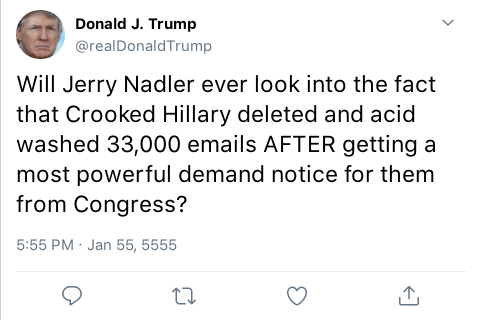 Donald J. Trump
@realDonaldTrump
Will Jerry Nadler ever look into the fact
that Crooked Hillary deleted and acid
washed 33,000 emails AFTER getting a
most powerful demand notice for them
from Congress?
5:55 PM · Jan 55, 5555